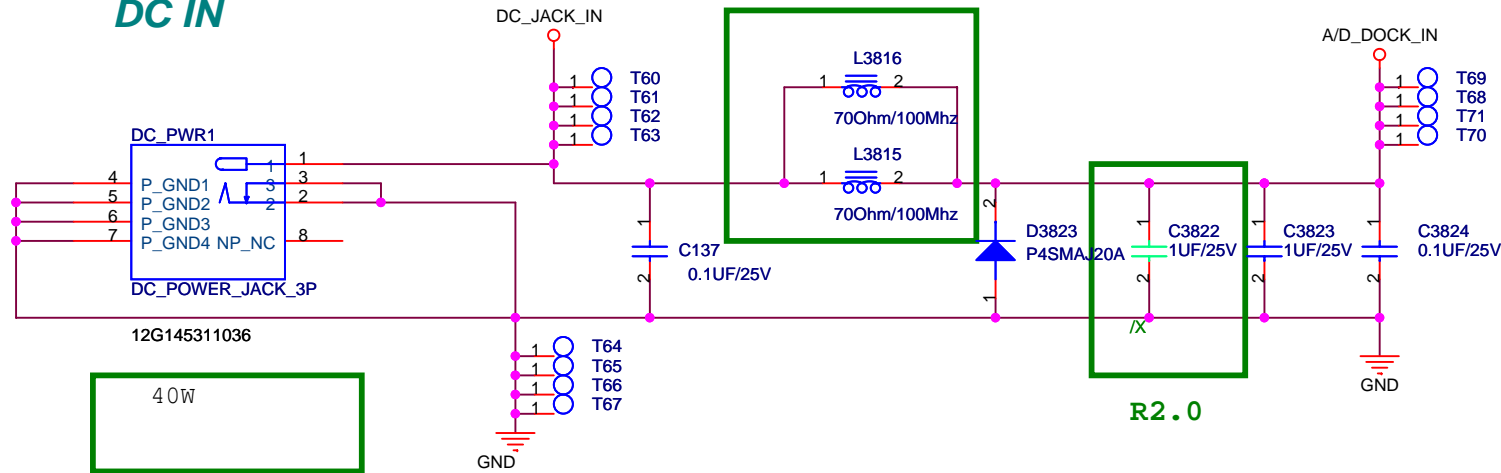 DC IN
DC_JACK_IN
A/D_DOCK_IN
1 T60
1 T61
1 T62
1 T63
L3816
1 2
70Ohm/100Mhz
L3815
1 2
70Ohm/100Mhz
1 T69
1 T68
1 T71
1 T70
DC_PWR1
1 1
4 P_GND1 3 3
5 P_GND2 2 2
6 P_GND3
7 P_GND4 NP_NC 8
DC_POWER_JACK_3P
12G145311036
1
C137
0.1UF/25V
2
2
D3823
P4SMAJ20A
1
1
C3822
1UF/25V
2
/X
1
C3823
1UF/25V
2
1
C3824
0.1UF/25V
2
1 T64
1 T65
1 T66
1 T67
GND
GND
40W
R2.0